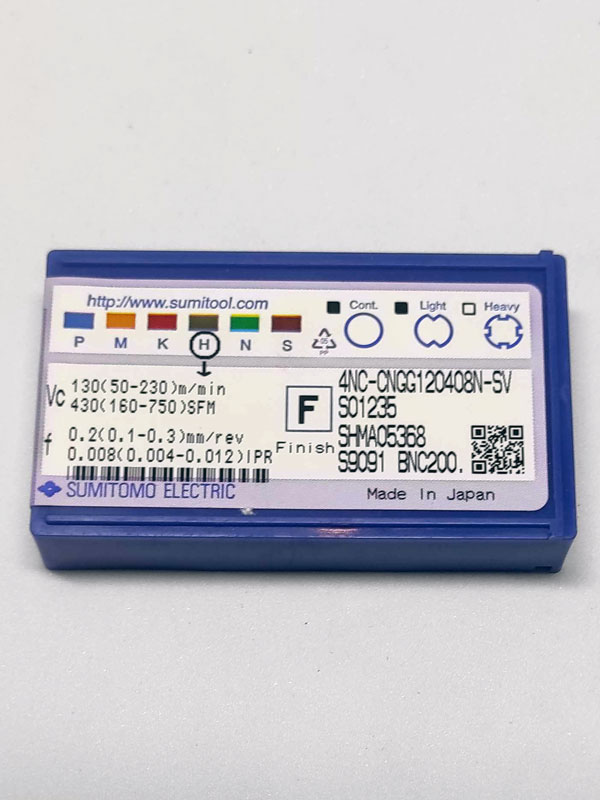 http://www.sumitool.com
Cont. Light Heavy
P M K H N S
05
PP
Vc 130(50-230)m/min
430(160-750)SFM
f 0.2(0.1-0.3)mm/rev
0.008(0.004-0.012)IPR
F
Finish
4NC-CNGG120408N-SV
S01235
SHMA05368
S9091 BNC200.
SUMITOMO ELECTRIC
Made In Japan